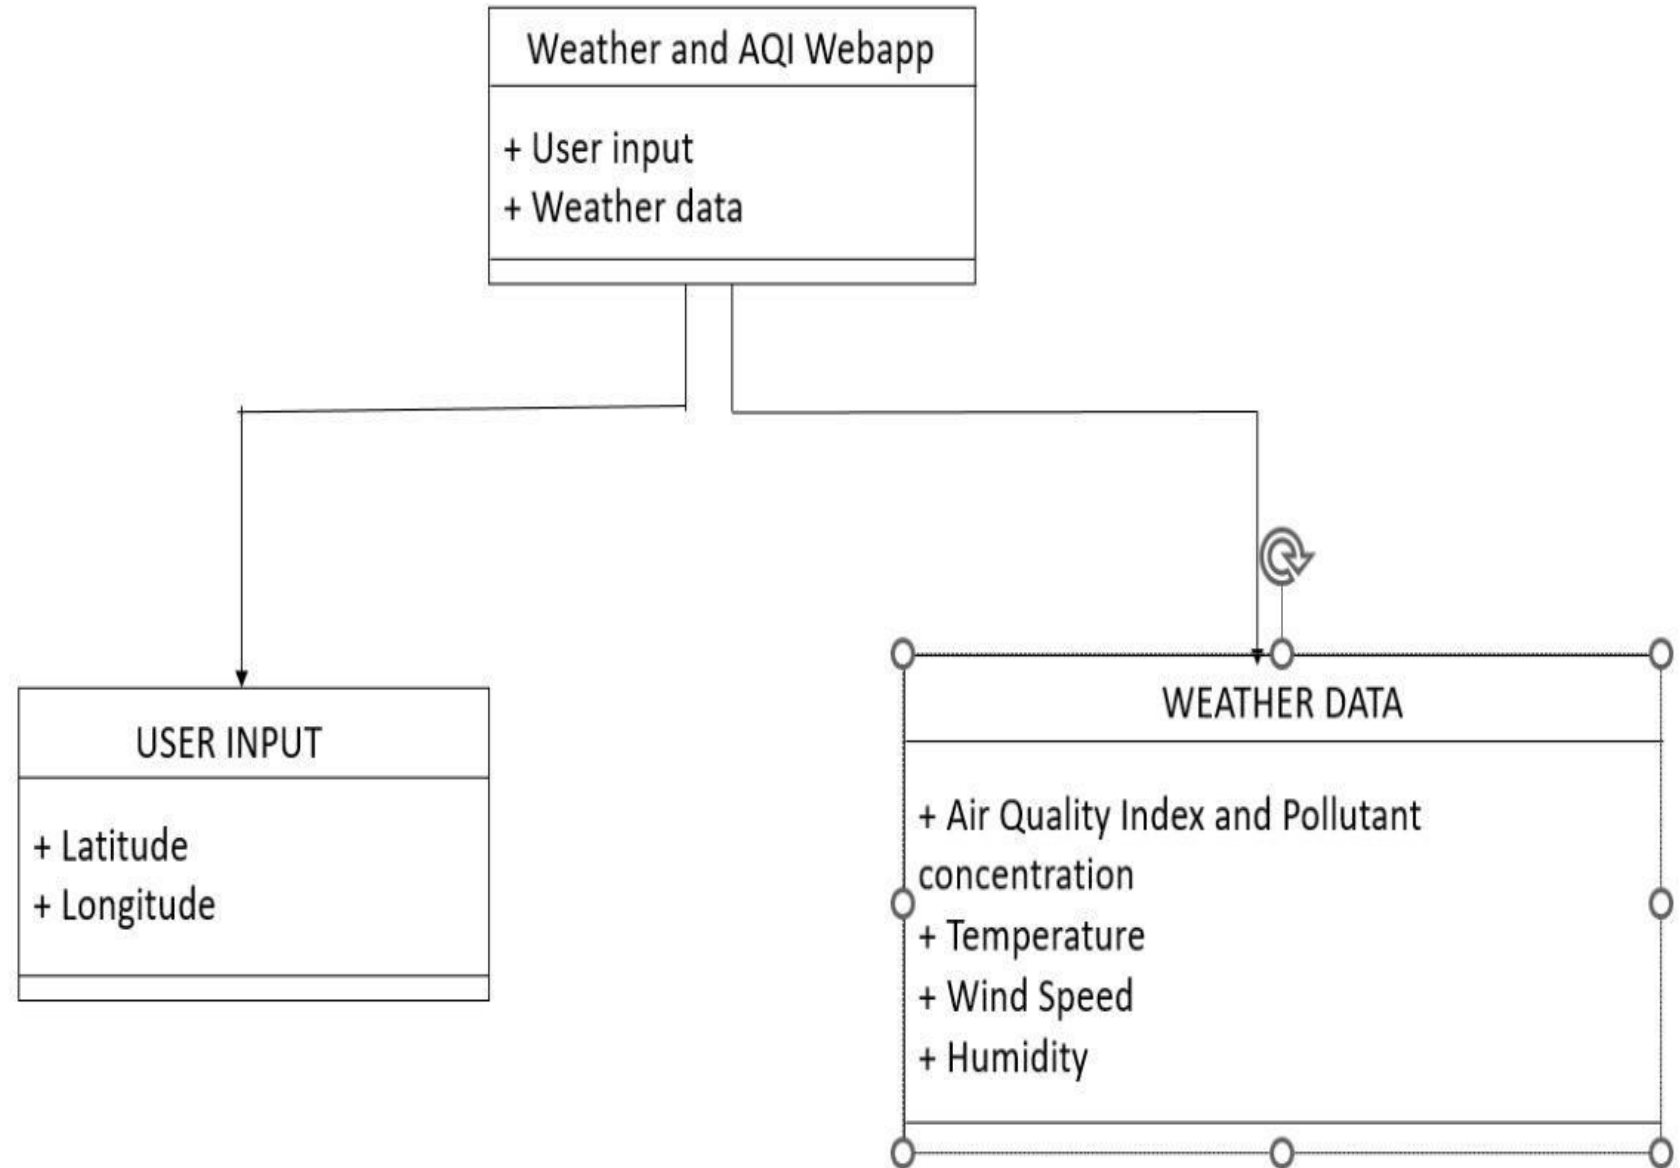 Weather and AQI Webapp
+ User input
+ Weather data
USER INPUT
+ Latitude
+ Longitude
WEATHER DATA
+ Air Quality Index and Pollutant
concentration
+ Temperature
+ Wind Speed
+ Humidity